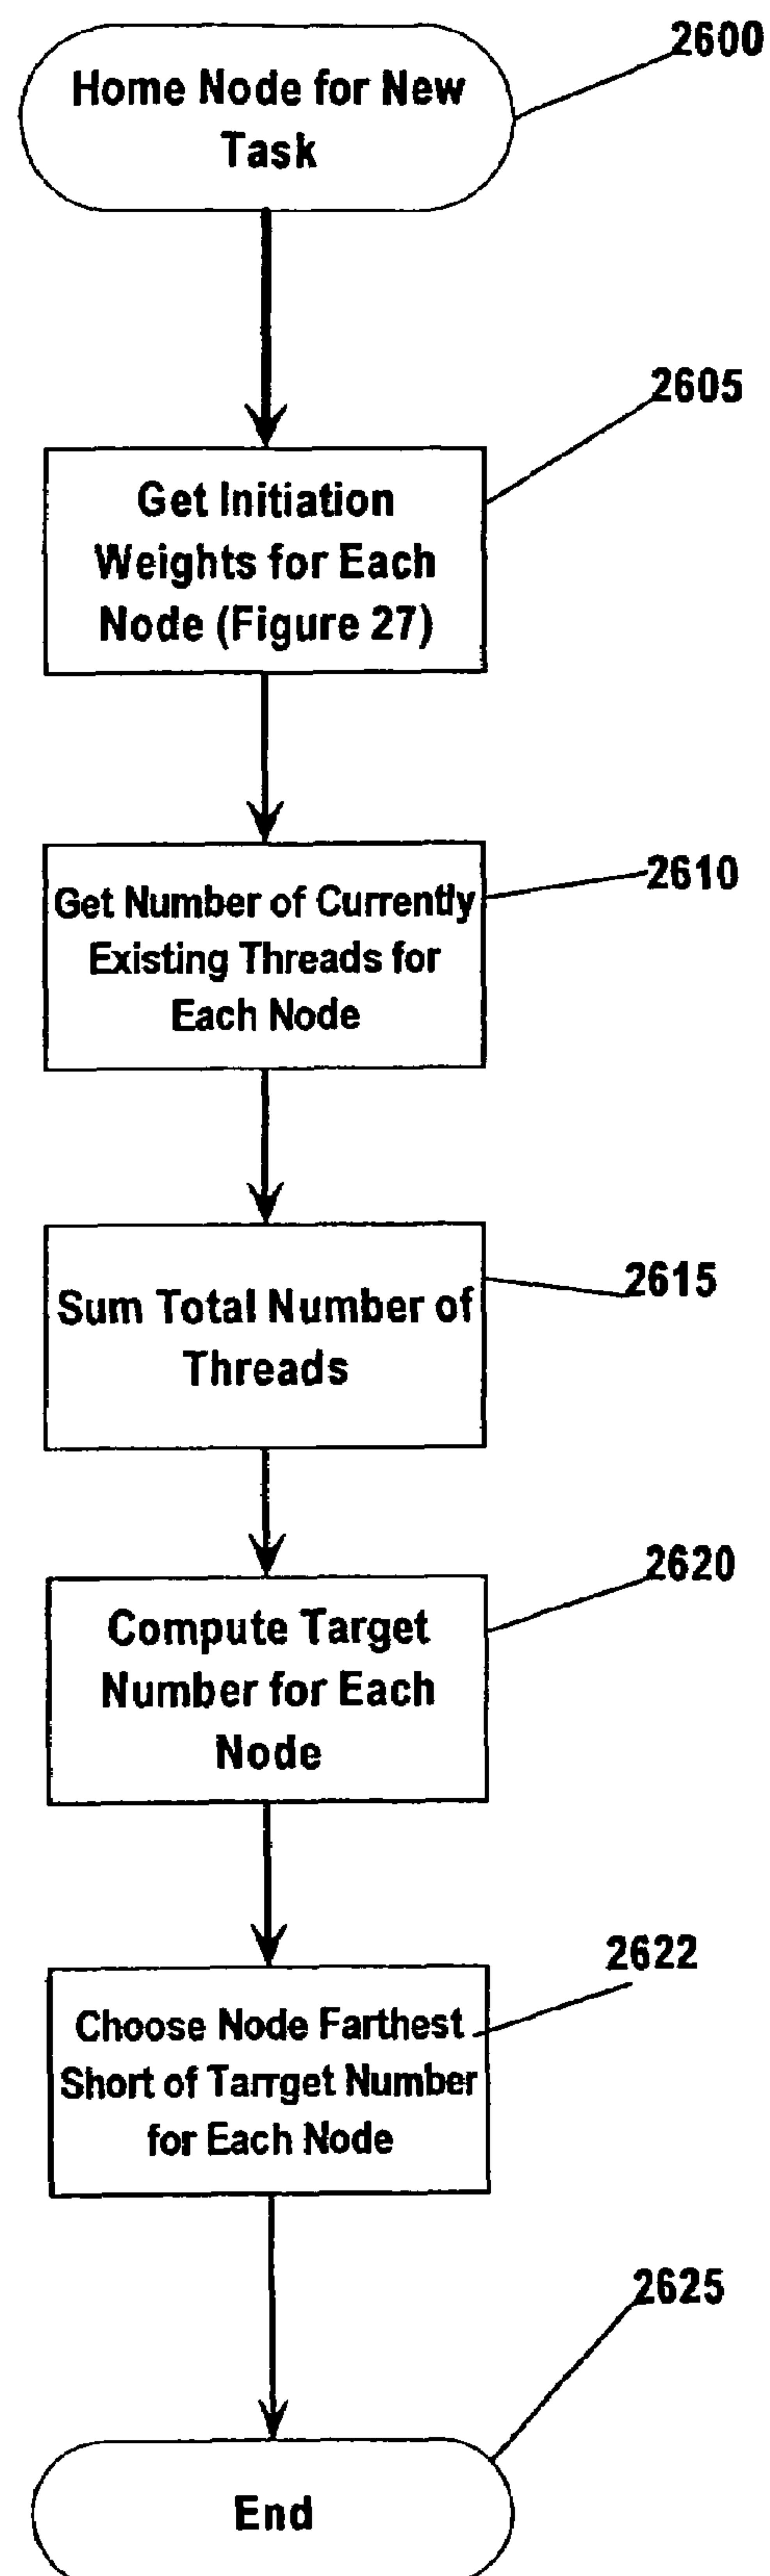 2600
Home Node for New
Task
2605
Get Initiation
Weights for Each
Node (Figure 27)
2610
Get Number of Currently
Existing Threads for
Each Node
2615
Sum Total Number of
Threads
2620
Compute Target
Number for Each
Node
2622
Choose Node Farthest
Short of Tarrget Number
for Each Node
2625
End